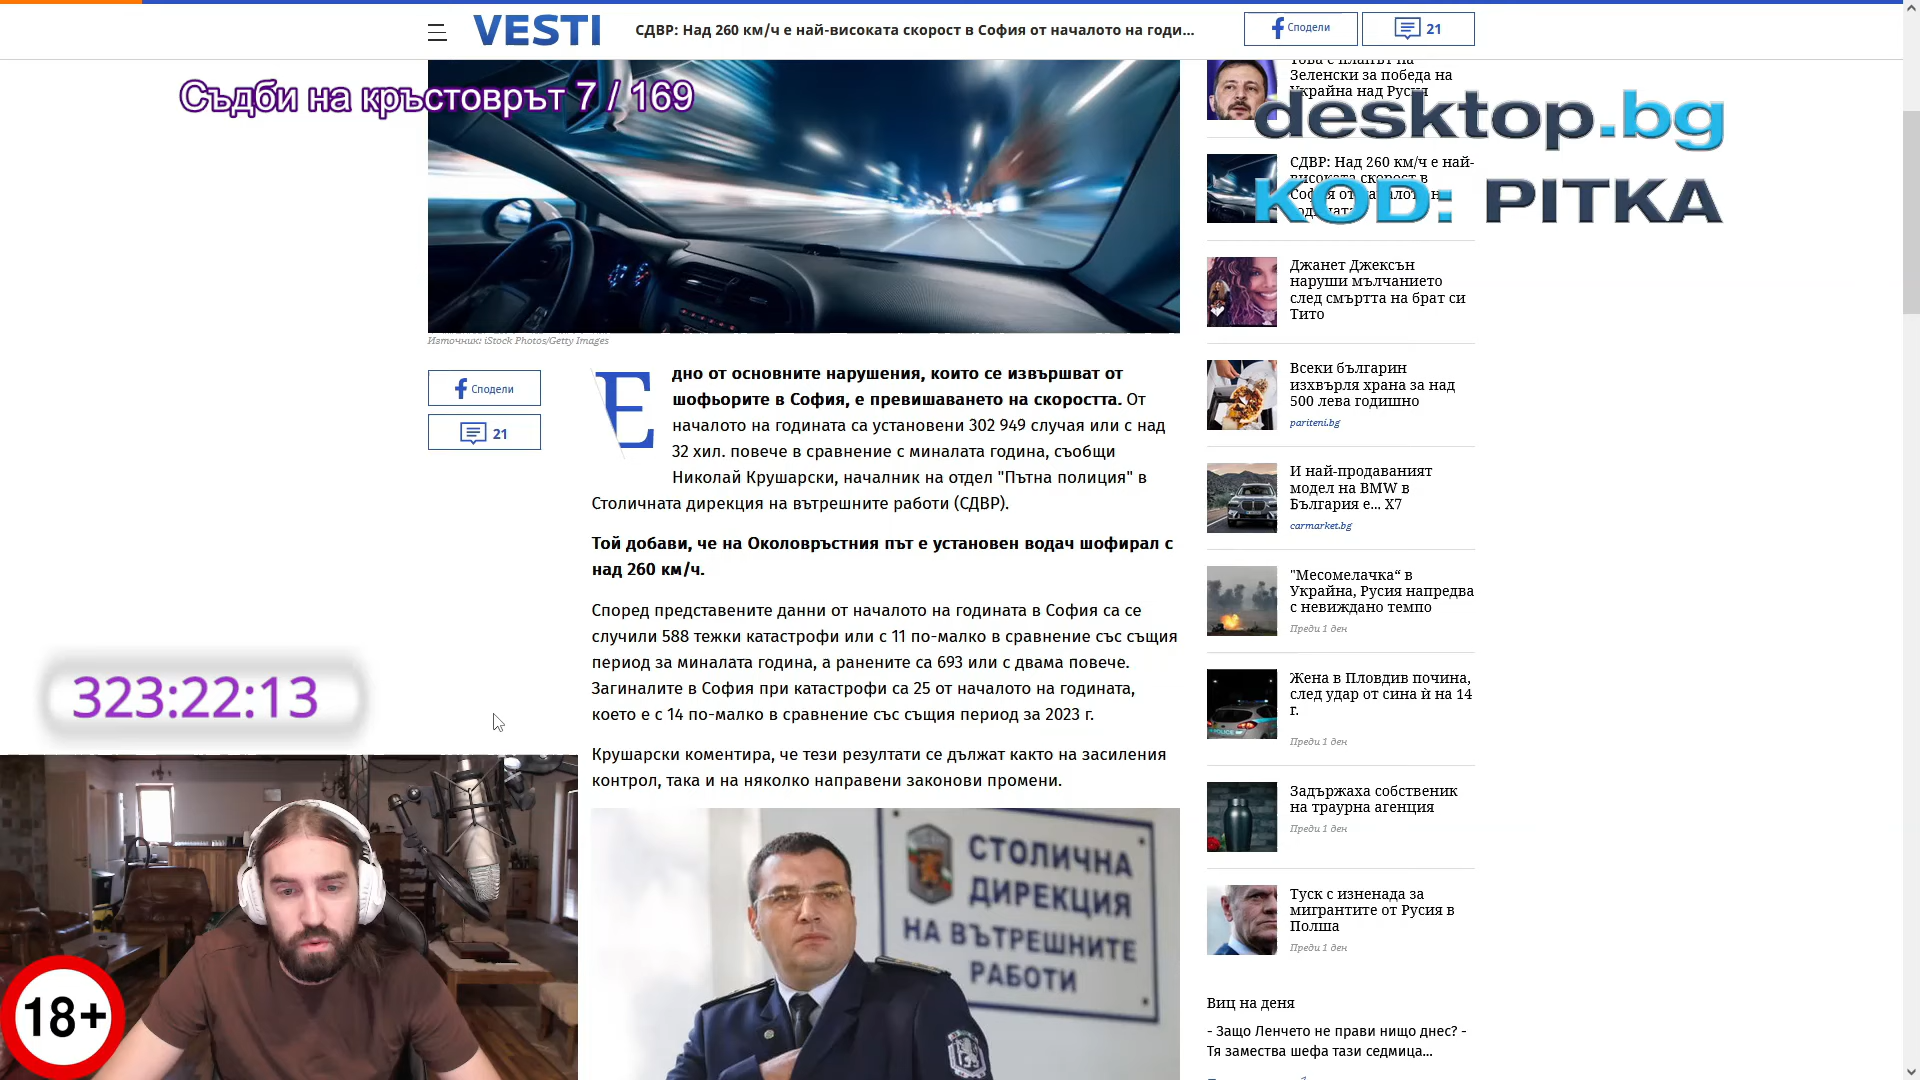 VESTI
СДВР: Над 260 км/ч е най-високата скорост в София от началото на годи...
Сподели
21
Съдби на кръстоврът 7 / 169
desktop.bg
KOD: PITKA
Зеленски за победа на
Украйна над Русия
СДВР: Над 260 км/ч е най-
високата скорост в
Източник: iStock Photos/Getty Images
Сподели
21
Едно от основните нарушения, които се извършват от
шофьорите в София, е превишаването на скоростта. От
началото на годината са установени 302 949 случая или с над
32 хил. повече в сравнение с миналата година, съобщи
Николай Крушарски, началник на отдел "Пътна полиция" в
Столичната дирекция на вътрешните работи (СДВР).
Той добави, че на Околовръстния път е установен водач шофирал с
над 260 км/ч.
Според представените данни от началото на годината в София са се
случили 588 тежки катастрофи или с 11 по-малко в сравнение със същия
период за миналата година, а ранените са 693 или с двама повече.
Загиналите в София при катастрофи са 25 от началото на годината,
което е с 14 по-малко в сравнение със същия период за 2023 г.
Крушарски коментира, че тези резултати се дължат както на засиления
контрол, така и на няколко направени законови промени.
СТОЛИЧНА
ДИРЕКЦИЯ
НА ВЪТРЕШНИТЕ
РАБОТИ
Джанет Джексън
наруши мълчанието
след смъртта на брат си
Тито
Всеки българин
изхвърля храна за над
500 лева годишно
pariteni.bg
И най-продаваният
модел на BMW в
България е... X7
carmarket.bg
"Месомелачка“ в
Украйна, Русия напредва
с невиждано темпо
Преди 1 ден
Жена в Пловдив почина,
след удар от сина ѝ на 14
г.
Преди 1 ден
Задържаха собственик
на траурна агенция
Преди 1 ден
Туск с изненада за
мигрантите от Русия в
Полша
Преди 1 ден
Виц на деня
- Защо Ленчето не прави нищо днес? -
Тя замества шефа тази седмица...
323:22:13
18+